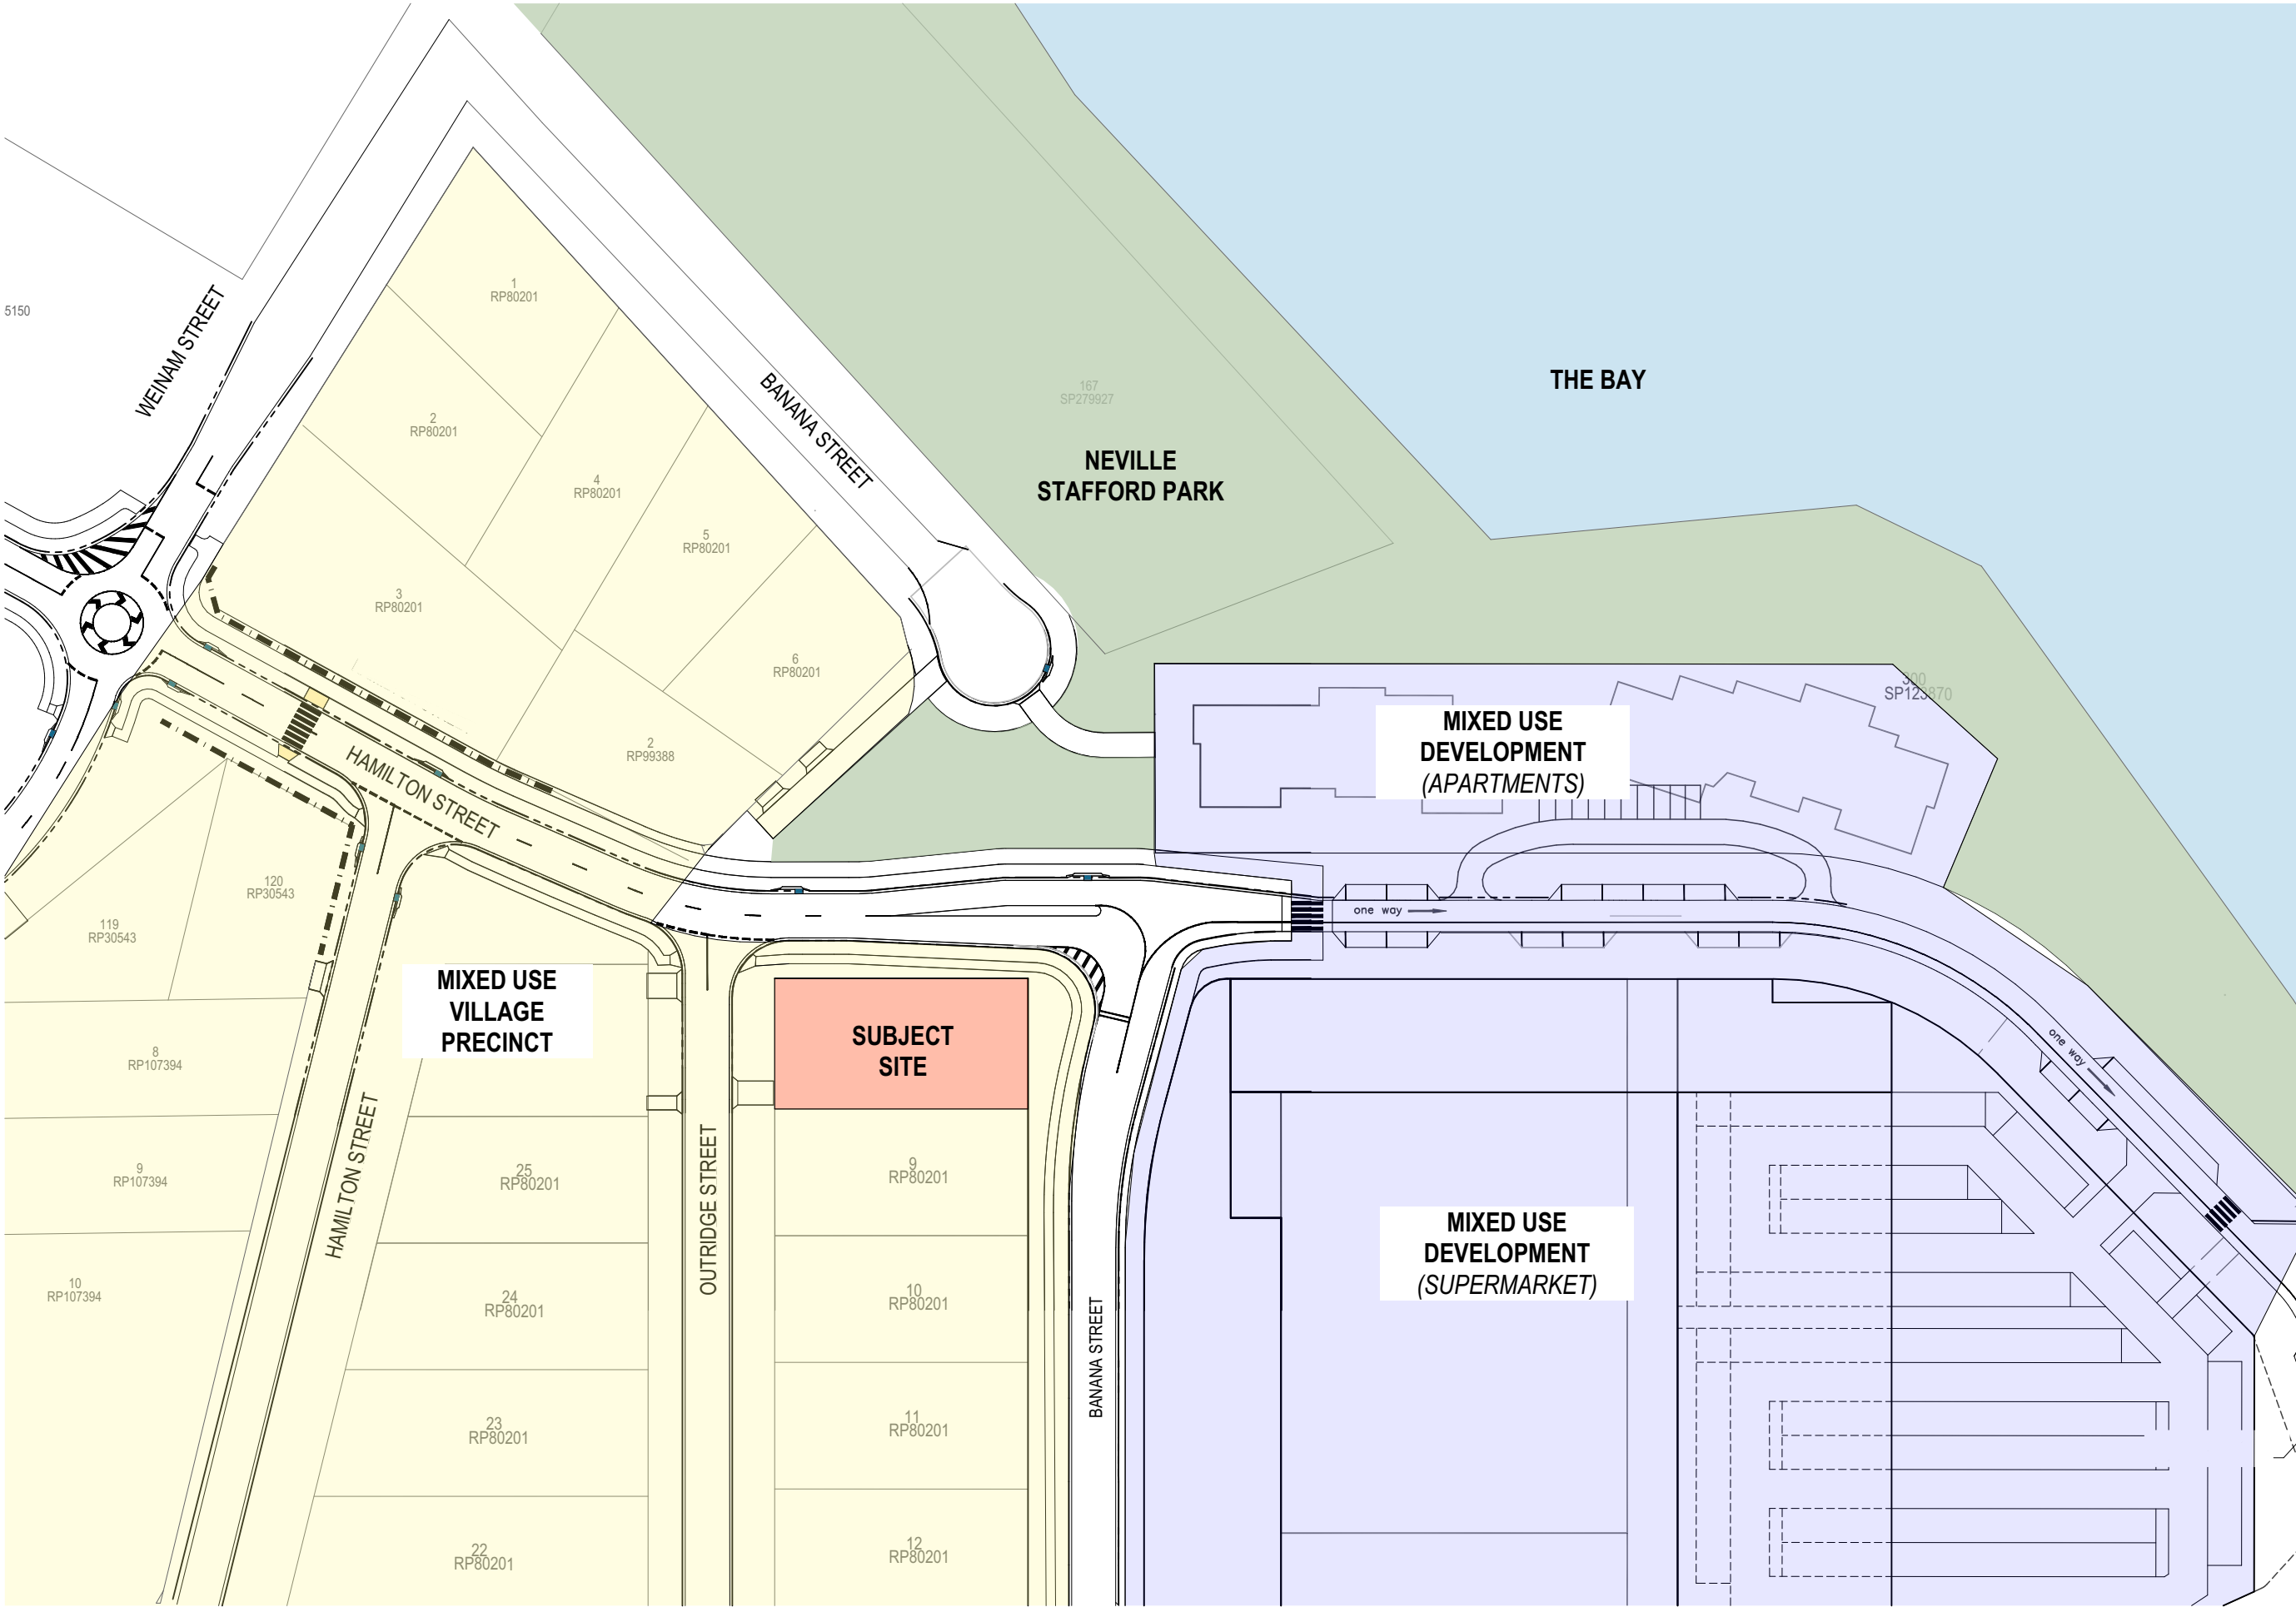 1
RP80201
5150
WEINAM STREET
2
RP80201
BANANA STREET
167
SP279927
THE BAY
NEVILLE
STAFFORD PARK
4
RP80201
5
RP80201
3
RP80201
6
RP80201
2
RP99388
300
SP123870
MIXED USE
DEVELOPMENT
(APARTMENTS)
HAMILTON STREET
120
RP30543
119
RP30543
one way
MIXED USE
VILLAGE
PRECINCT
SUBJECT
SITE
8
RP107394
one way
9
RP107394
HAMILTON STREET
25
RP80201
OUTRIDGE STREET
9
RP80201
MIXED USE
DEVELOPMENT
(SUPERMARKET)
10
RP107394
24
RP80201
10
RP80201
BANANA STREET
23
RP80201
11
RP80201
22
RP80201
12
RP80201